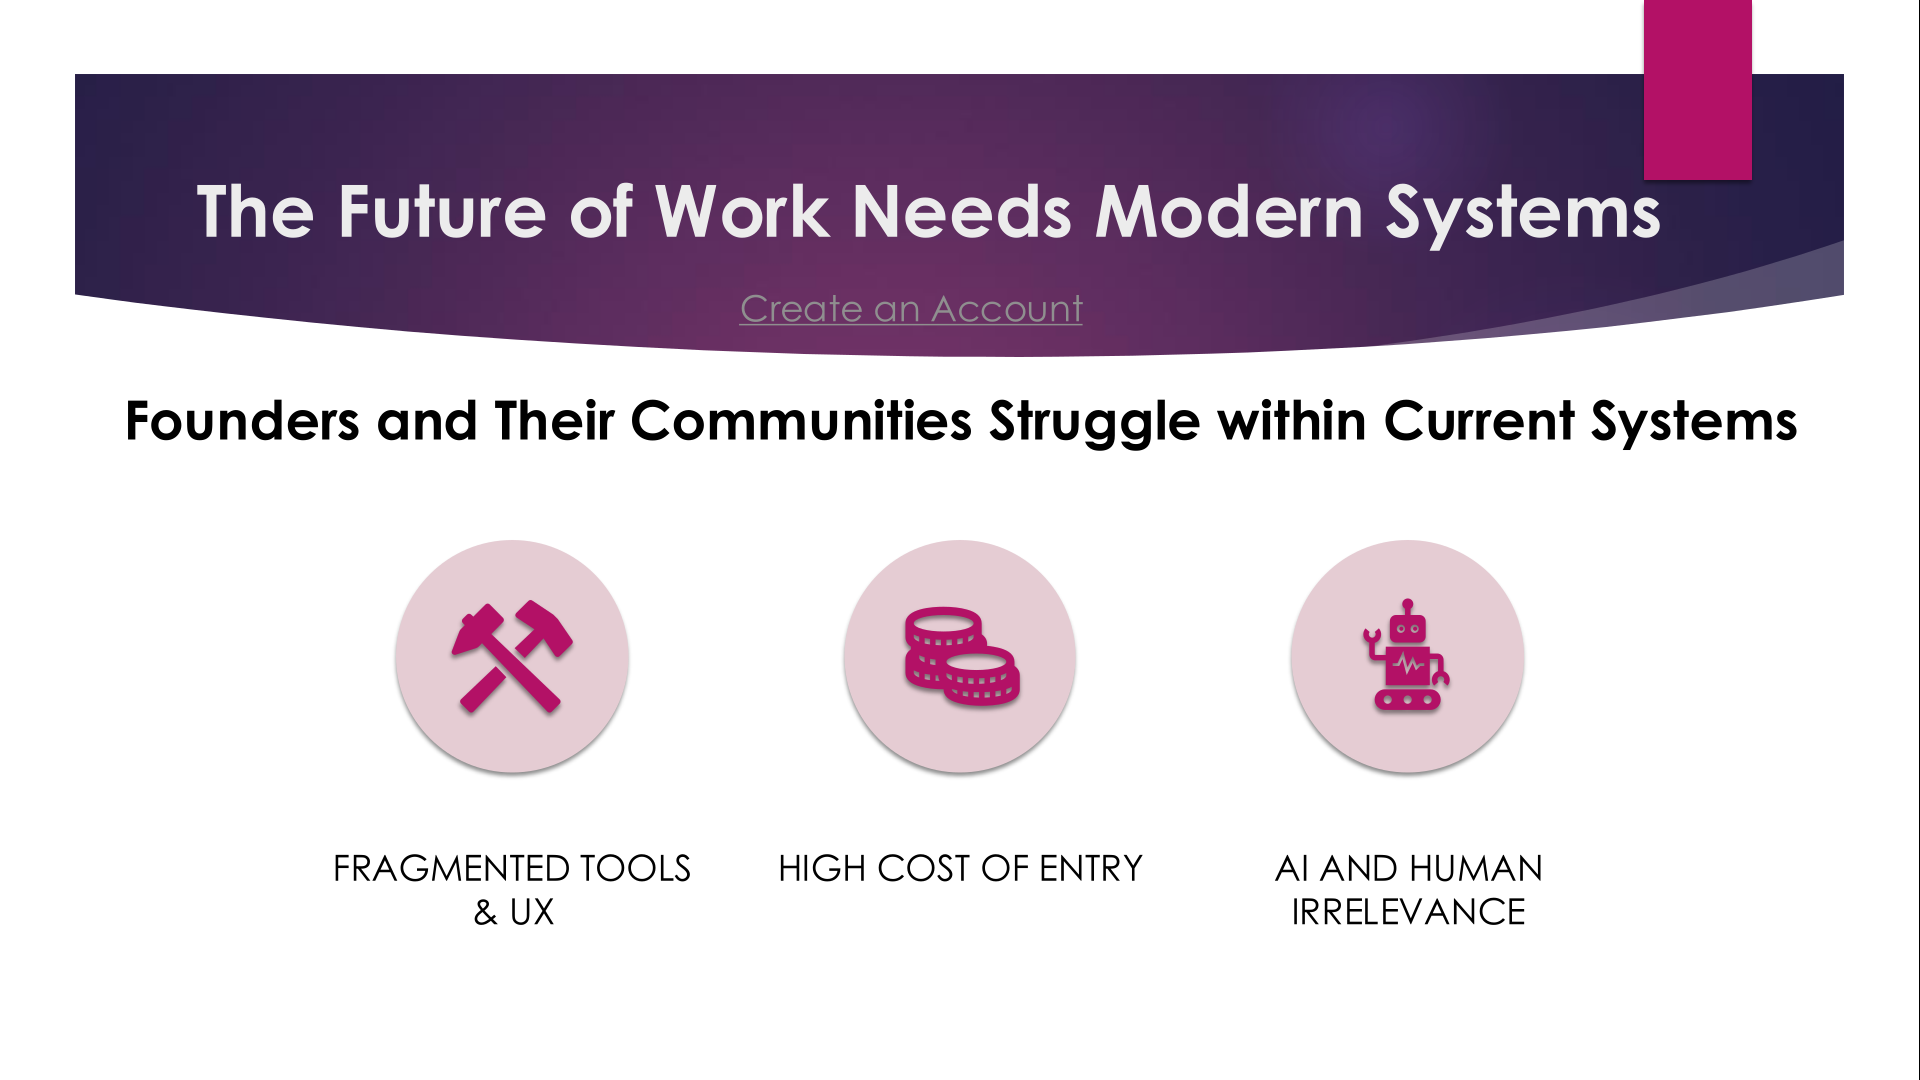 The Future of Work Needs Modern Systems
Create an Account
Founders and Their Communities Struggle within Current Systems
FRAGMENTED TOOLS
& UX
HIGH COST OF ENTRY
AI AND HUMAN
IRRELEVANCE